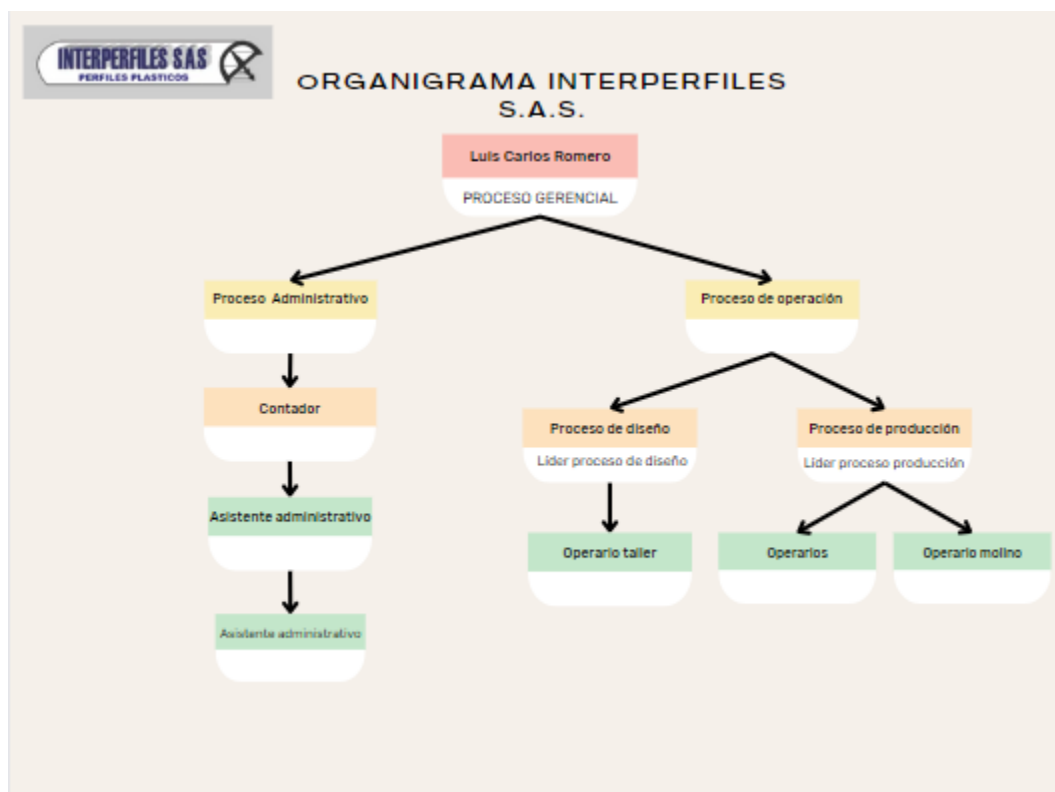 INTERPERFILES SAS
PERFILES PLASTICOS
ORGANIGRAMA INTERPERFILES
S.A.S.
Luis Carlos Romero
PROCESO GERENCIAL
Proceso Administrativo
Proceso de operación
Contador
Proceso de diseño
Proceso de producción
Lider proceso de diseño
Lider proceso producción
Asistente administrativo
Operario taller
Operarios
Operario molino
Asistente administrativo